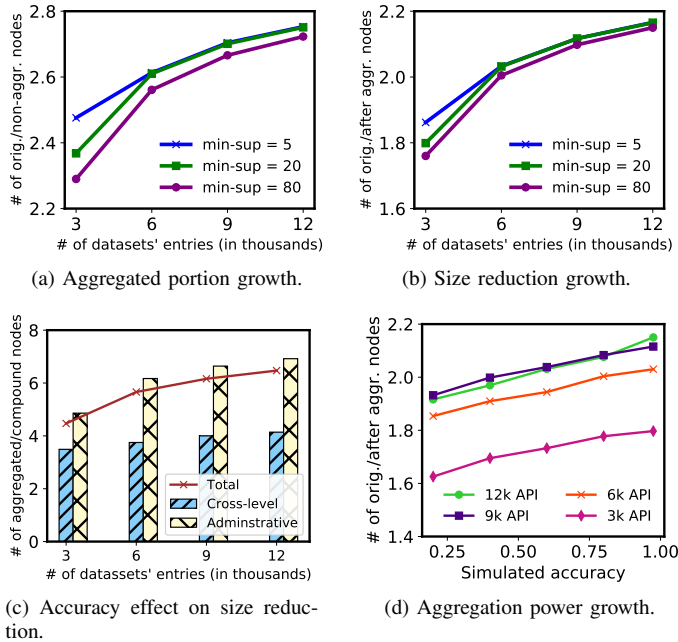 # of orig./non-aggr. nodes
2.8
2.6
2.4
2.2
min-sup = 5
min-sup = 20
min-sup = 80
3 6 9 12
# of datasets' entries (in thousands)
(a) Aggregated portion growth.
# of orig./after aggr. nodes
2.2
2.0
1.8
1.6
min-sup = 5
min-sup = 20
min-sup = 80
3 6 9 12
# of datasets' entries (in thousands)
(b) Size reduction growth.
# of aggregated/compound nodes
8
6
4
2
0
Total
Cross-level
Adminstrative
3 6 9 12
# of datassets' entries (in thousands)
(c) Accuracy effect on size reduc-
tion.
# of orig./after aggr. nodes
2.2
2.0
1.8
1.6
1.4
12k API 6k API
9k API 3k API
0.25 0.50 0.75 1.00
Simulated accuracy
(d) Aggregation power growth.